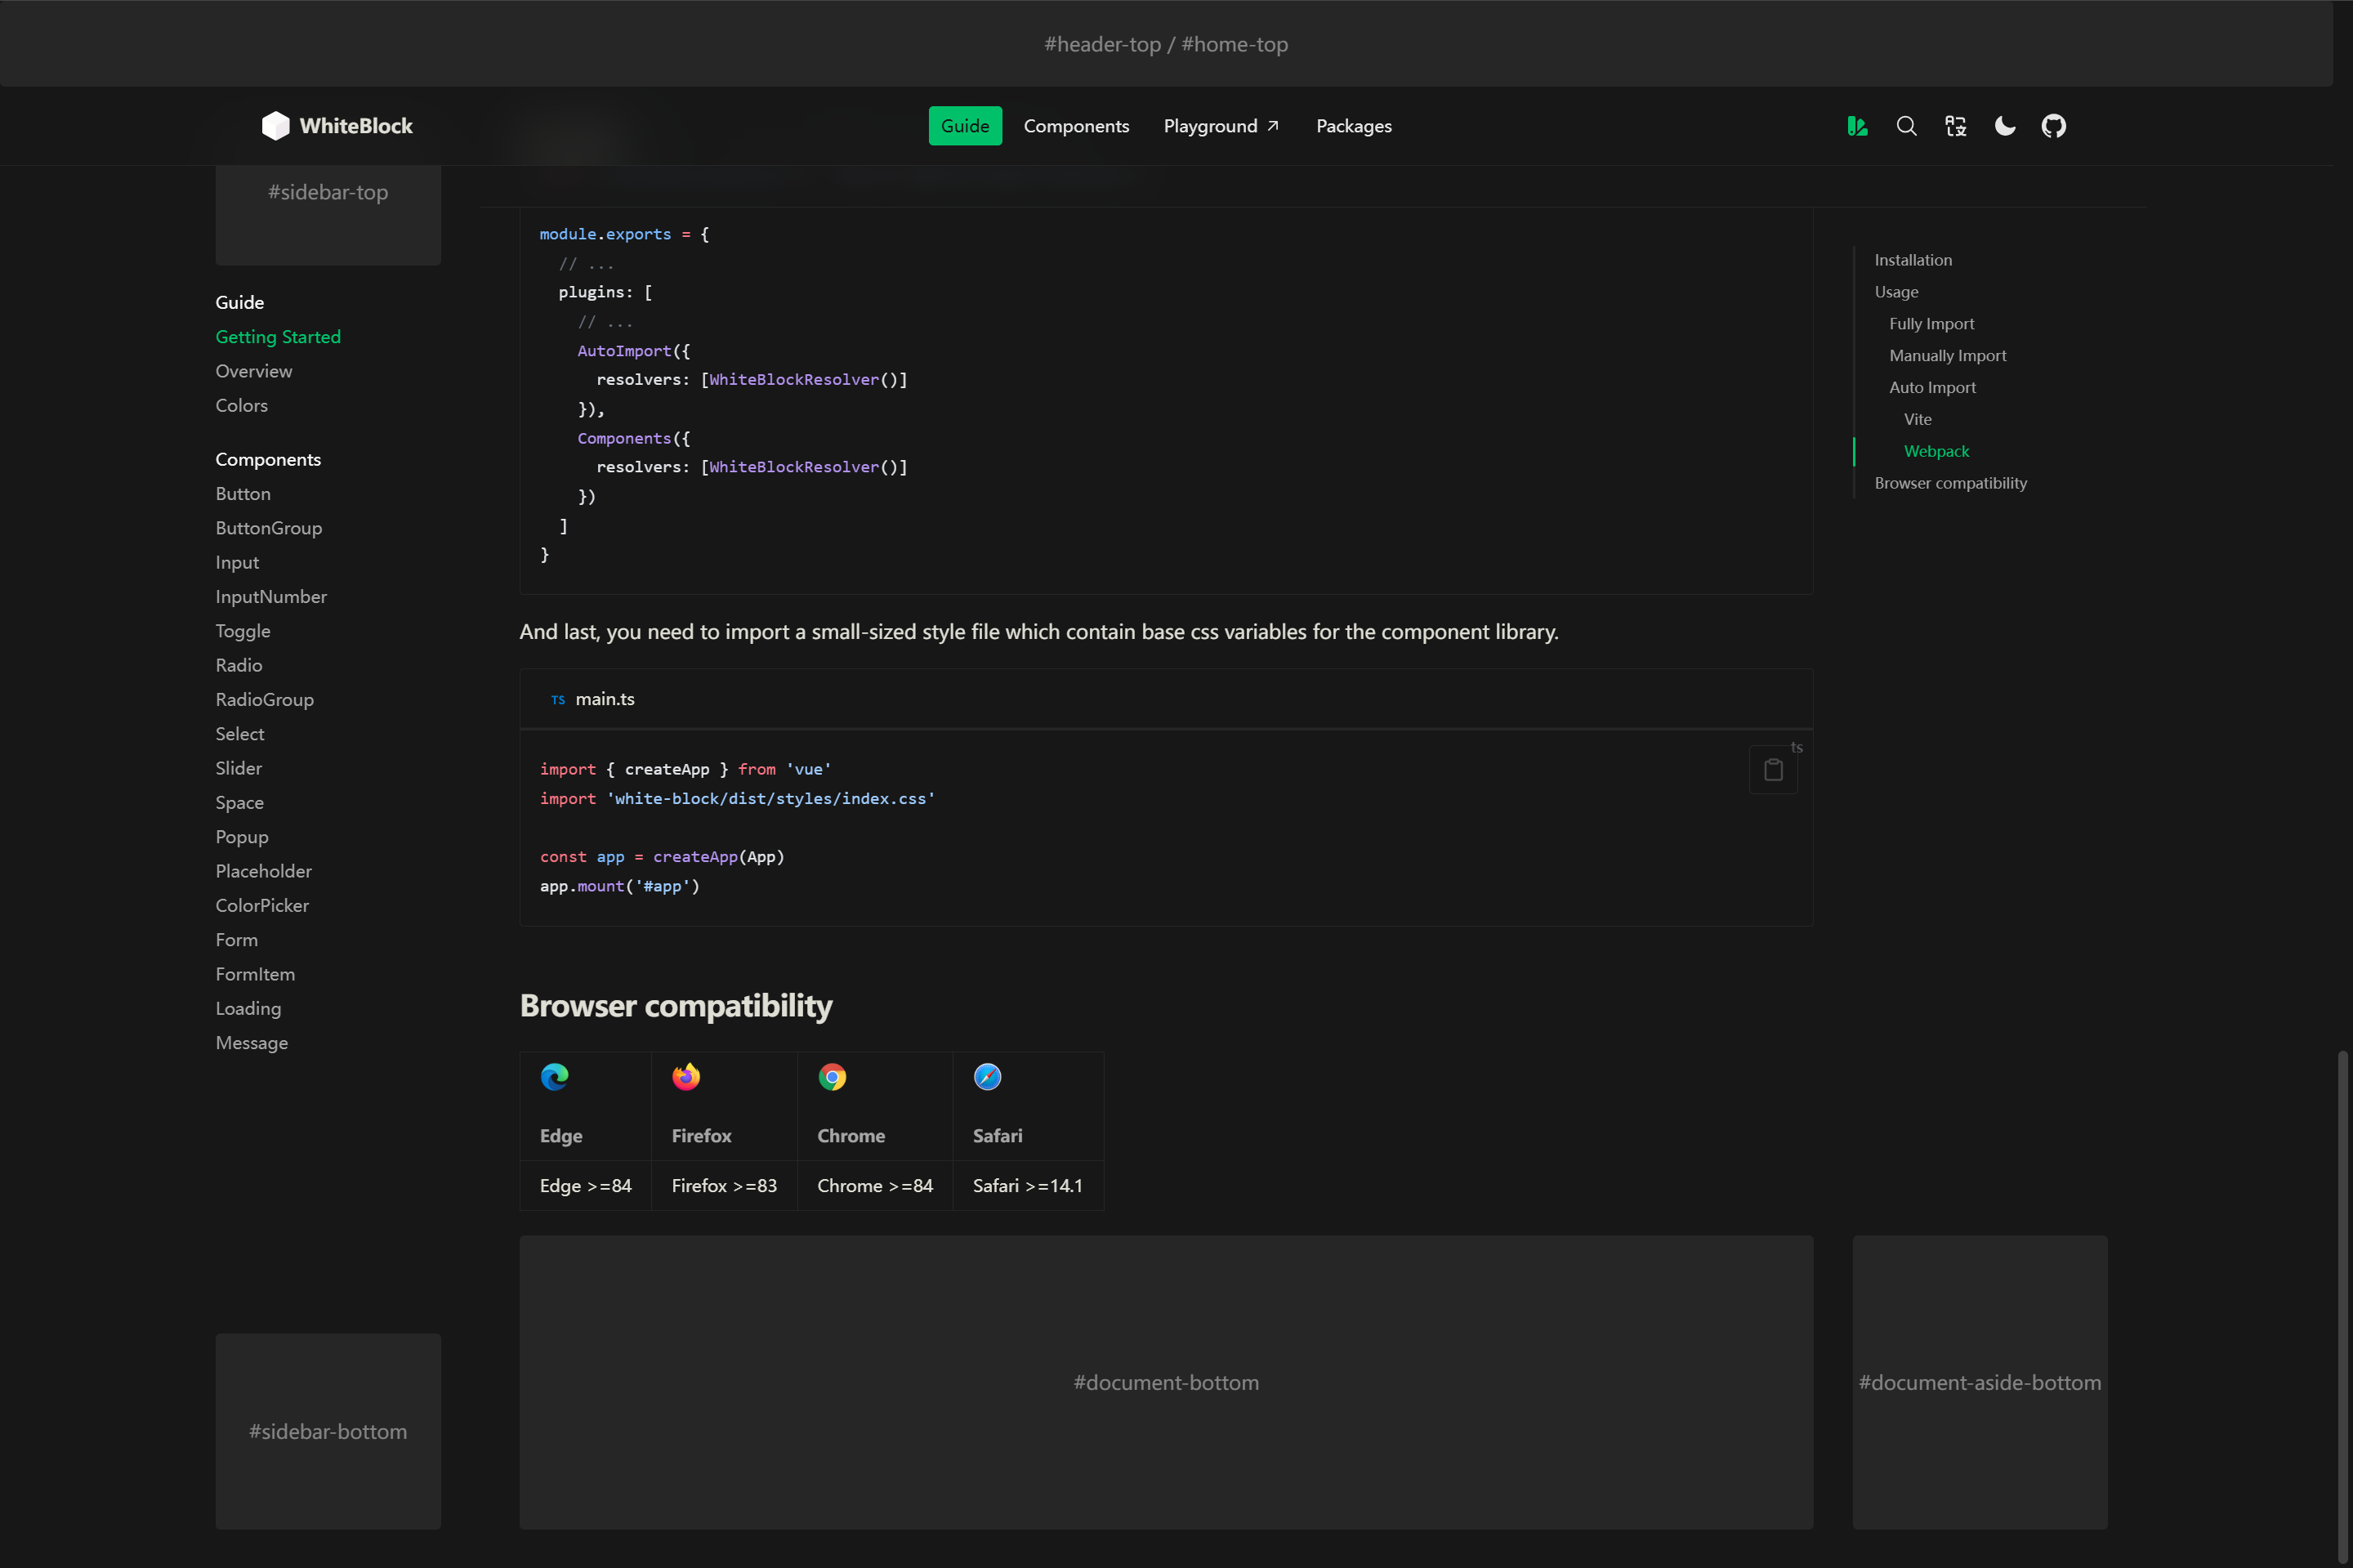 #header-top / #home-top
WhiteBlock
Guide
Components
Playground
Packages
#sidebar-top
Guide
Getting Started
Overview
Colors
Components
Button
ButtonGroup
Input
InputNumber
Toggle
Radio
RadioGroup
Select
Slider
Space
Popup
Placeholder
ColorPicker
Form
FormItem
Loading
Message
#sidebar-bottom
module.exports = {
  // ...
  plugins: [
    // ...
    AutoImport({
      resolvers: [WhiteBlockResolver()]
    }),
    Components({
      resolvers: [WhiteBlockResolver()]
    })
  ]
}
And last, you need to import a small-sized style file which contain base css variables for the component library.
TS main.ts
ts
import { createApp } from 'vue'
import 'white-block/dist/styles/index.css'
const app = createApp(App)
app.mount('#app')
Browser compatibility
Edge Firefox Chrome Safari
Edge >=84 Firefox >=83 Chrome >=84 Safari >=14.1
#document-bottom
Installation
Usage
Fully Import
Manually Import
Auto Import
Vite
Webpack
Browser compatibility
#document-aside-bottom